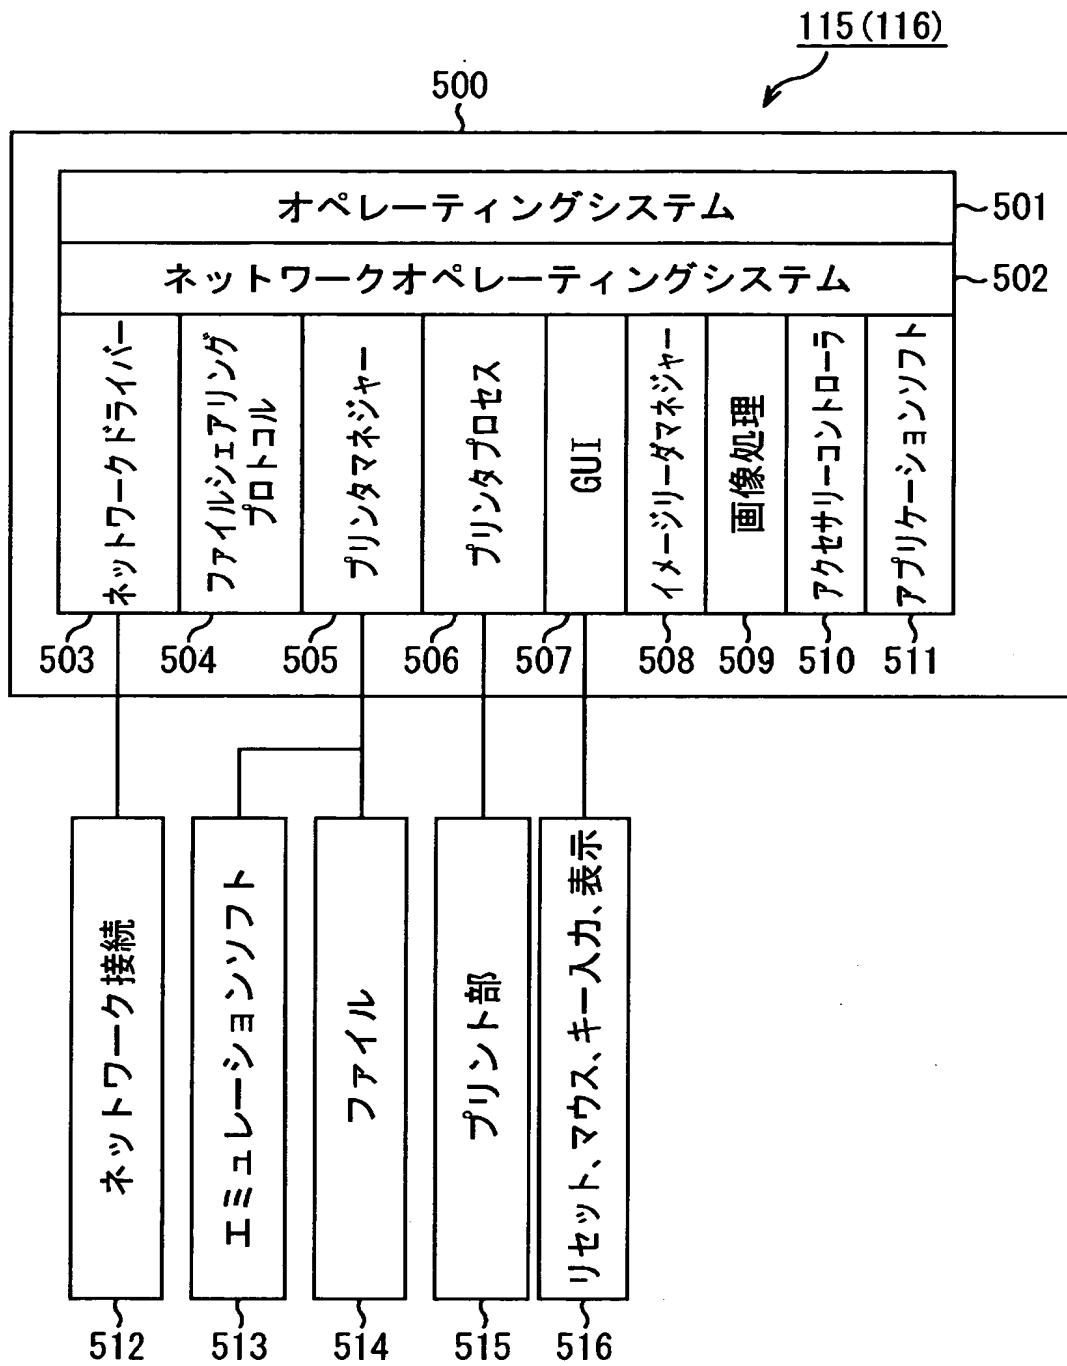 115(116)
500
オペレーティングシステム
501
ネットワークオペレーティングシステム
502
ネットワークドライバー
ファイルシェアリング
プロトコル
プリンタマネジャー
プリンタプロセス
GUI
イメージリーダマネジャー
画像処理
アクセサリーコントローラ
アプリケーションソフト
503
504
505
506
507
508
509
510
511
ネットワーク接続
エミュレーションソフト
ファイル
プリント部
リセット、マウス、キー入力、表示
512
513
514
515
516